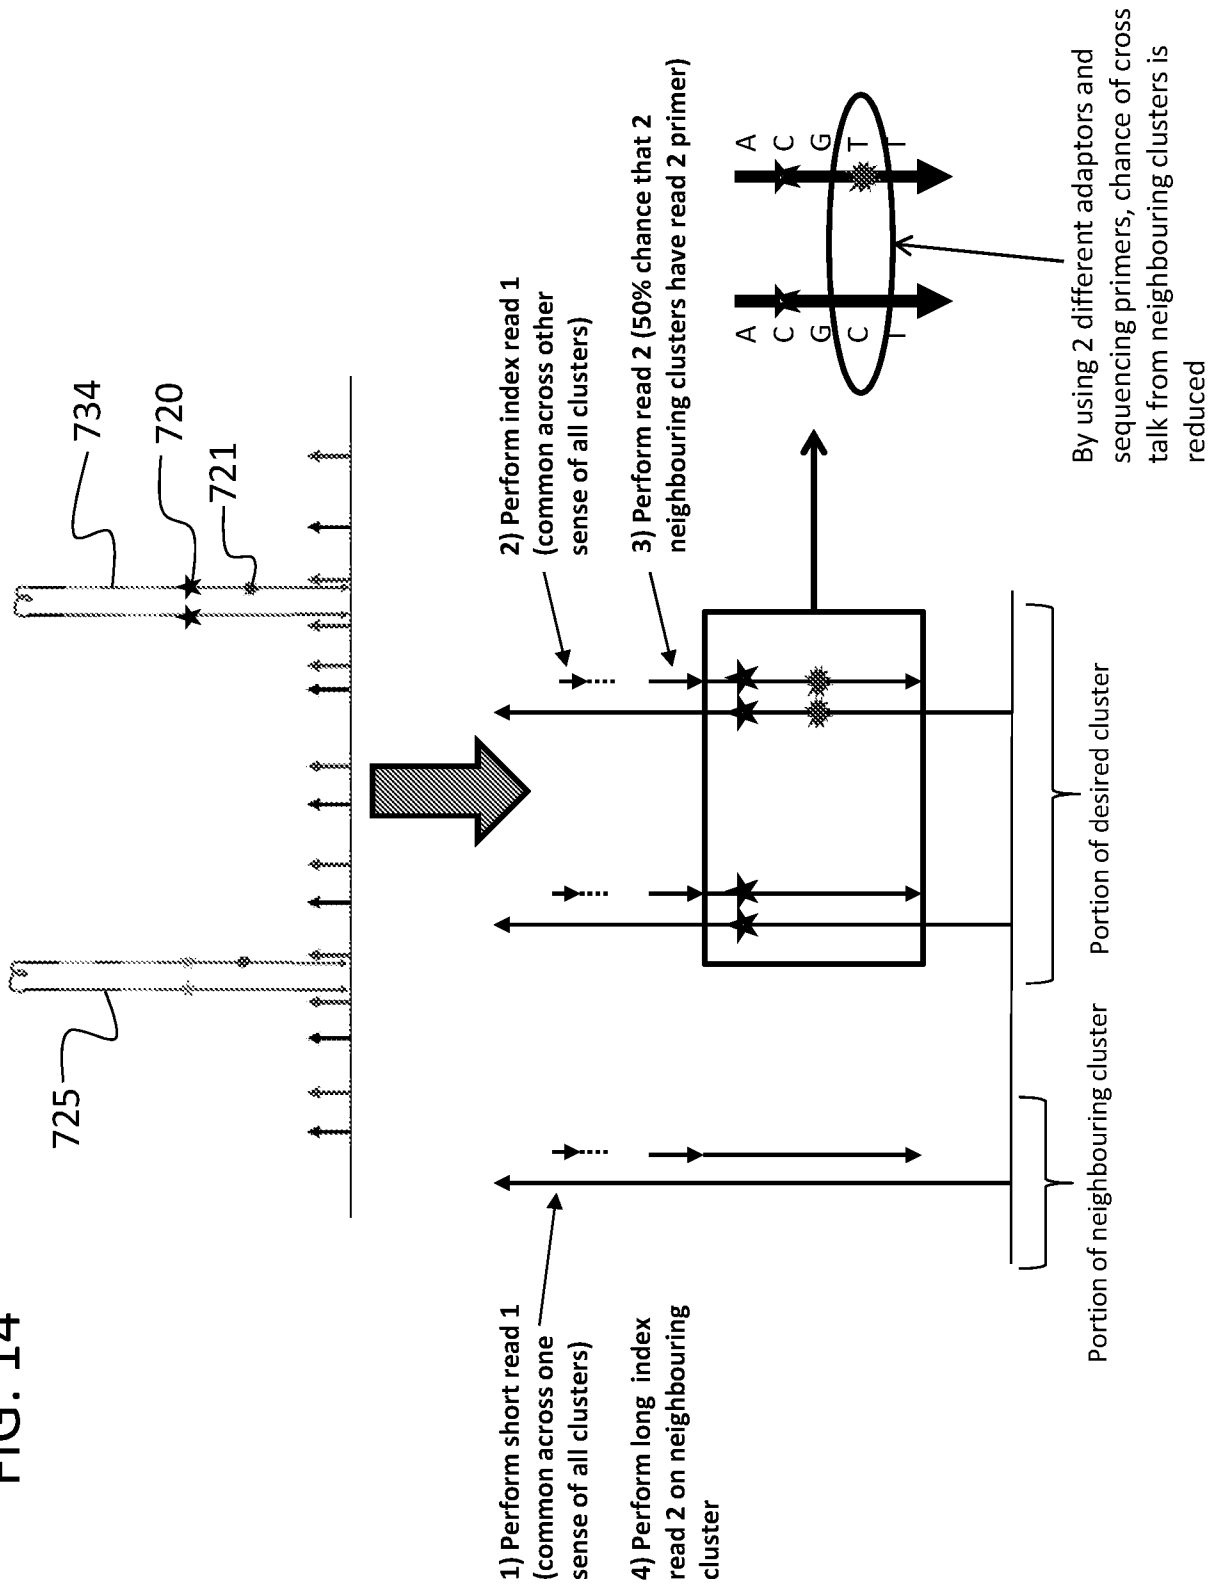 FIG. 14
725
734
720
721
1) Perform short read 1
(common across one
sense of all clusters)
2) Perform index read 1
(common across other
sense of all clusters)
4) Perform long index
read 2 on neighbouring
cluster
3) Perform read 2 (50% chance that 2
neighbouring clusters have read 2 primer)
A C G C T
A C G T T
Portion of neighbouring cluster
Portion of desired cluster
By using 2 different adaptors and
sequencing primers, chance of cross
talk from neighbouring clusters is
reduced